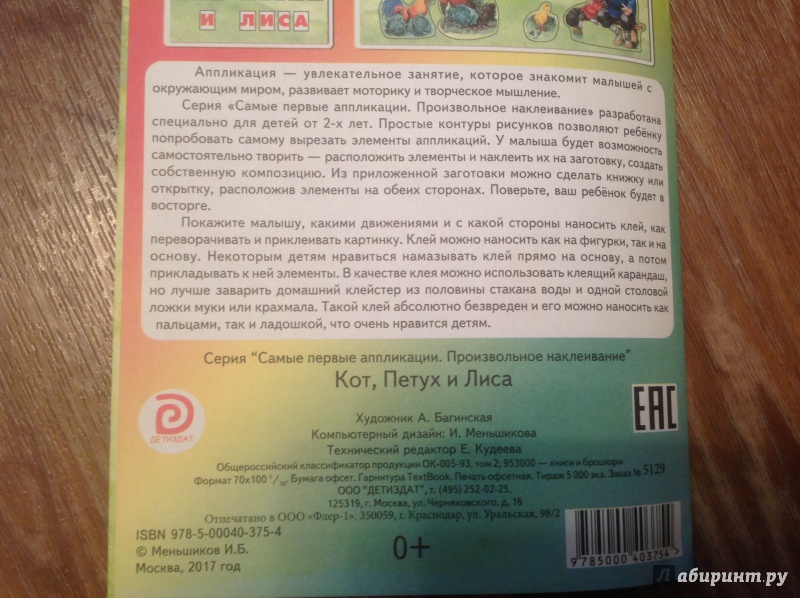 И ЛИСА
Аппликация — увлекательное занятие, которое знакомит малышей с
окружающим миром, развивает моторику и творческое мышление.
Серия «Самые первые аппликации. Произвольное наклеивание» разработана
специально для детей от 2-х лет. Простые контуры рисунков позволяют ребёнку
попробовать самому вырезать элементы аппликаций. У малыша будет возможность
самостоятельно творить — расположить элементы и наклеить их на заготовку, создать
собственную композицию. Из приложенной заготовки можно сделать книжку или
открытку, расположив элементы на обеих сторонах. Поверьте, ваш ребёнок будет в
восторге.
Покажите малышу, какими движениями и с какой стороны наносить клей, как
переворачивать и приклеивать картинку. Клей можно наносить как на фигурки, так и на
основу. Некоторым детям нравиться намазывать клей прямо на основу, а потом
прикладывать к ней элементы. В качестве клея можно использовать клеящий карандаш,
но лучше заварить домашний клейстер из половины стакана воды и одной столовой
ложки муки или крахмала. Такой клей абсолютно безвреден и его можно наносить как
пальцами, так и ладошкой, что очень нравится детям.
Серия "Самые первые аппликации. Произвольное наклеивание"
Кот, Петух и Лиса
ДЕТИЗДАТ
EAC
Художник А. Багинская
Компьютерный дизайн: И. Меньшикова
Технический редактор Е. Кудеева
Общероссийский классификатор продукции ОК-005-93, том 2; 953000 — книги и брошюры
Формат 70х100 1/16. Бумага офсет. Гарнитура TextBook. Печать офсетная. Тираж 5 000 экз. Заказ № 5129
ООО "ДЕТИЗДАТ", т. (495) 252-02-25,
125319, г. Москва, ул. Черняховского, д. 16
Отпечатано в ООО «Флер-1». 350059, г. Краснодар, ул. Уральская, 98/2
ISBN 978-5-00040-375-4
© Меньшиков И.Б.
Москва, 2017 год
0+
9785000403754
Лабиринт.ру